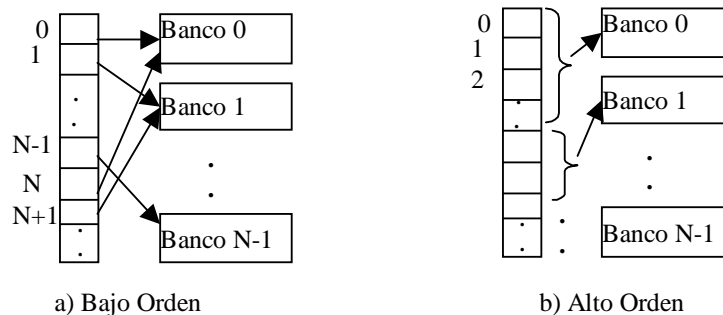 0
1
N-1
N
N+1
Banco 0
Banco 1
Banco N-1
a) Bajo Orden
0
1
2
Banco 0
Banco 1
Banco N-1
b) Alto Orden